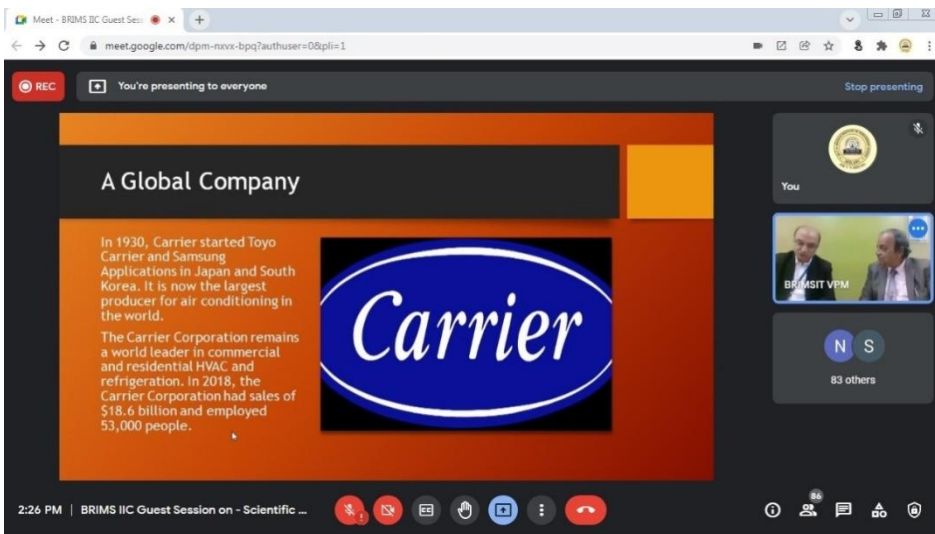 Meet - BRIMS IIC Guest Ses
meet.google.com/dpm-nxvx-bpq?authuser=0&pli=1
REC
You're presenting to everyone
Stop presenting
A Global Company
In 1930, Carrier started Toyo
Carrier and Samsung
Applications in Japan and South
Korea. It is now the largest
producer for air conditioning in
the world.
The Carrier Corporation remains
a world leader in commercial
and residential HVAC and
refrigeration. In 2018, the
Carrier Corporation had sales of
$18.6 billion and employed
53,000 people.
Carrier
You
BRIMSIT VPM
N S
83 others
2:26 PM | BRIMS IIC Guest Session on - Scientific ...
CC
86